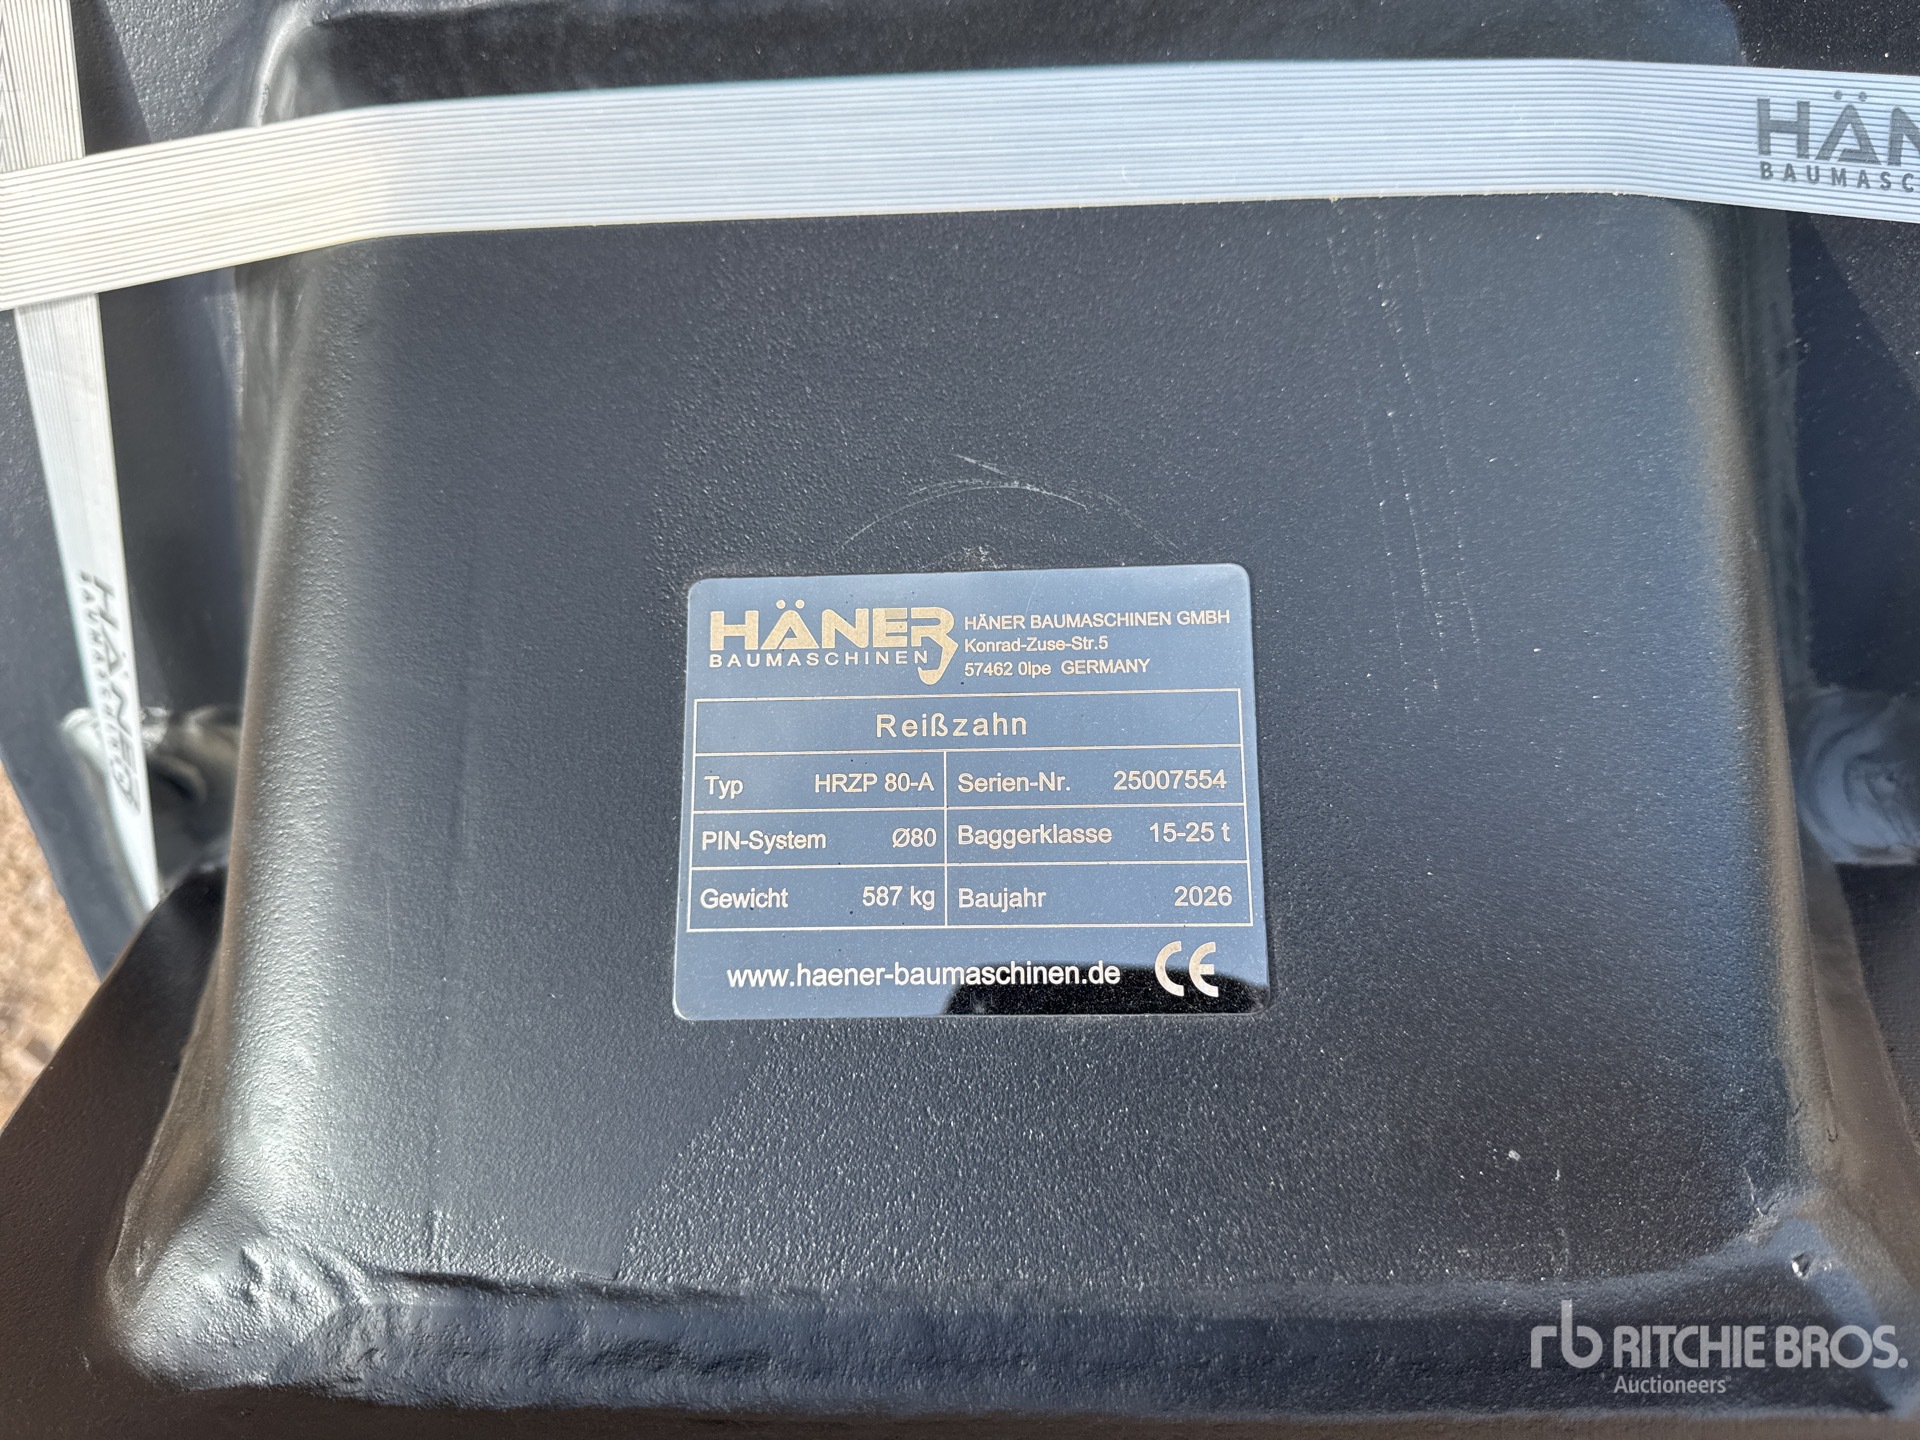 HÄN
BAUMASC
HÄNER
BAUMASCHINEN
HÄNER BAUMASCHINEN GMBH
Konrad-Zuse-Str.5
57462 0lpe GERMANY
Reißzahn
Typ HRZP 80-A Serien-Nr. 25007554
PIN-System Ø80 Baggerklasse 15-25 t
Gewicht 587 kg Baujahr 2026
www.haener-baumaschinen.de CE
HÄNER
rb RITCHIE BROS.
Auctioneers